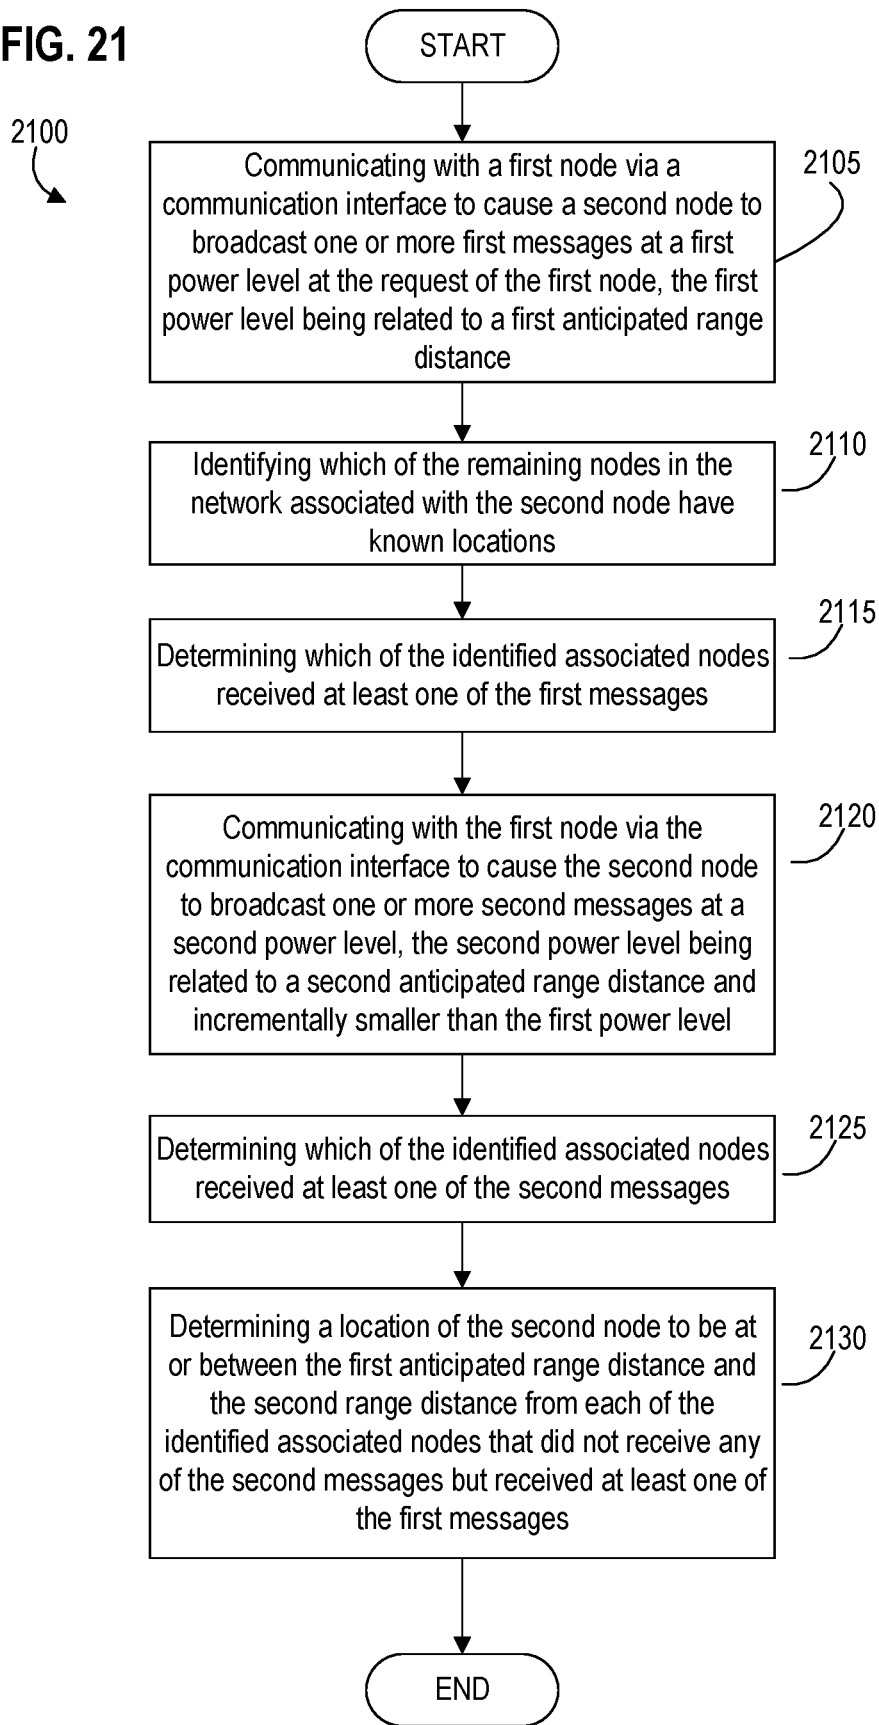 FIG. 21
START
2100
2105
Communicating with a first node via a
communication interface to cause a second node to
broadcast one or more first messages at a first
power level at the request of the first node, the first
power level being related to a first anticipated range
distance
2110
Identifying which of the remaining nodes in the
network associated with the second node have
known locations
2115
Determining which of the identified associated nodes
received at least one of the first messages
2120
Communicating with the first node via the
communication interface to cause the second node
to broadcast one or more second messages at a
second power level, the second power level being
related to a second anticipated range distance and
incrementally smaller than the first power level
2125
Determining which of the identified associated nodes
received at least one of the second messages
2130
Determining a location of the second node to be at
or between the first anticipated range distance and
the second range distance from each of the
identified associated nodes that did not receive any
of the second messages but received at least one of
the first messages
END